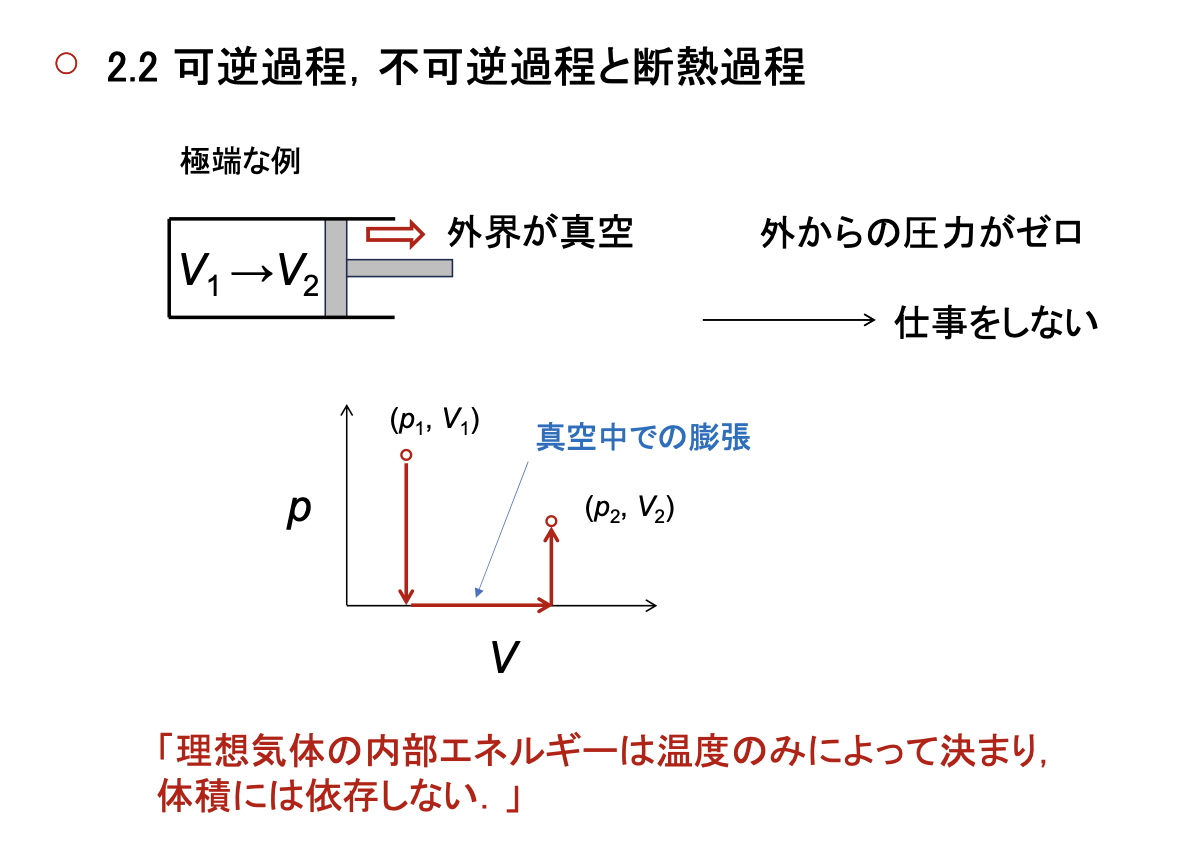 2.2 可逆過程，不可逆過程と断熱過程
極端な例
外界が真空
外からの圧力がゼロ
V₁→V₂
仕事をしない
(p₁, V₁)
真空中での膨張
p
(p₂, V₂)
V
「理想気体の内部エネルギーは温度のみによって決まり，
体積には依存しない．」